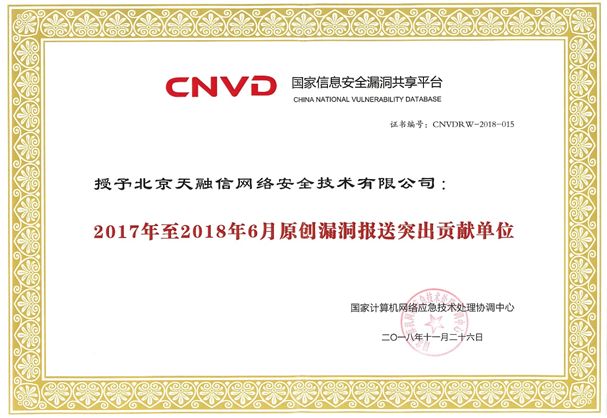 CNVD 国家信息安全漏洞共享平台
CHINA NATIONAL VULNERABILITY DATABASE
证书编号：CNVDRW-2018-015
授予北京天融信网络安全技术有限公司：
2017年至2018年6月原创漏洞报送突出贡献单位
国家计算机网络应急技术处理协调中心
二〇一八年十一月二十六日